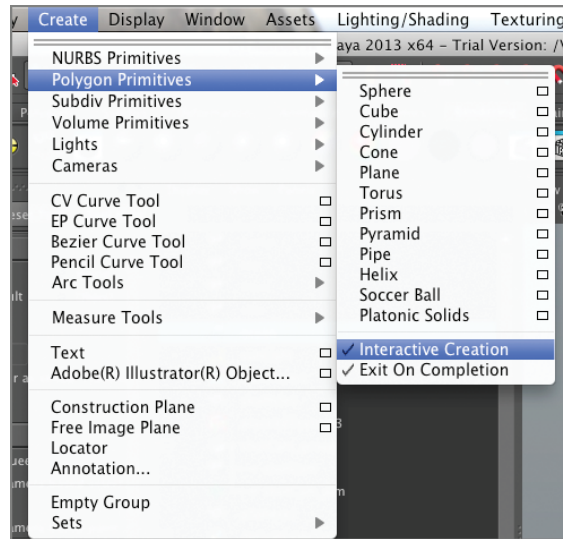 Create Display Window Assets Lighting/Shading Texturing
aya 2013 x64 – Trial Version: /
NURBS Primitives
Polygon Primitives
Subdiv Primitives
Volume Primitives
Lights
Cameras
CV Curve Tool
EP Curve Tool
Bezier Curve Tool
Pencil Curve Tool
Arc Tools
Measure Tools
Text
Adobe(R) Illustrator(R) Object...
Construction Plane
Free Image Plane
Locator
Annotation...
Empty Group
Sets
Sphere
Cube
Cylinder
Cone
Plane
Torus
Prism
Pyramid
Pipe
Helix
Soccer Ball
Platonic Solids
Interactive Creation
Exit On Completion